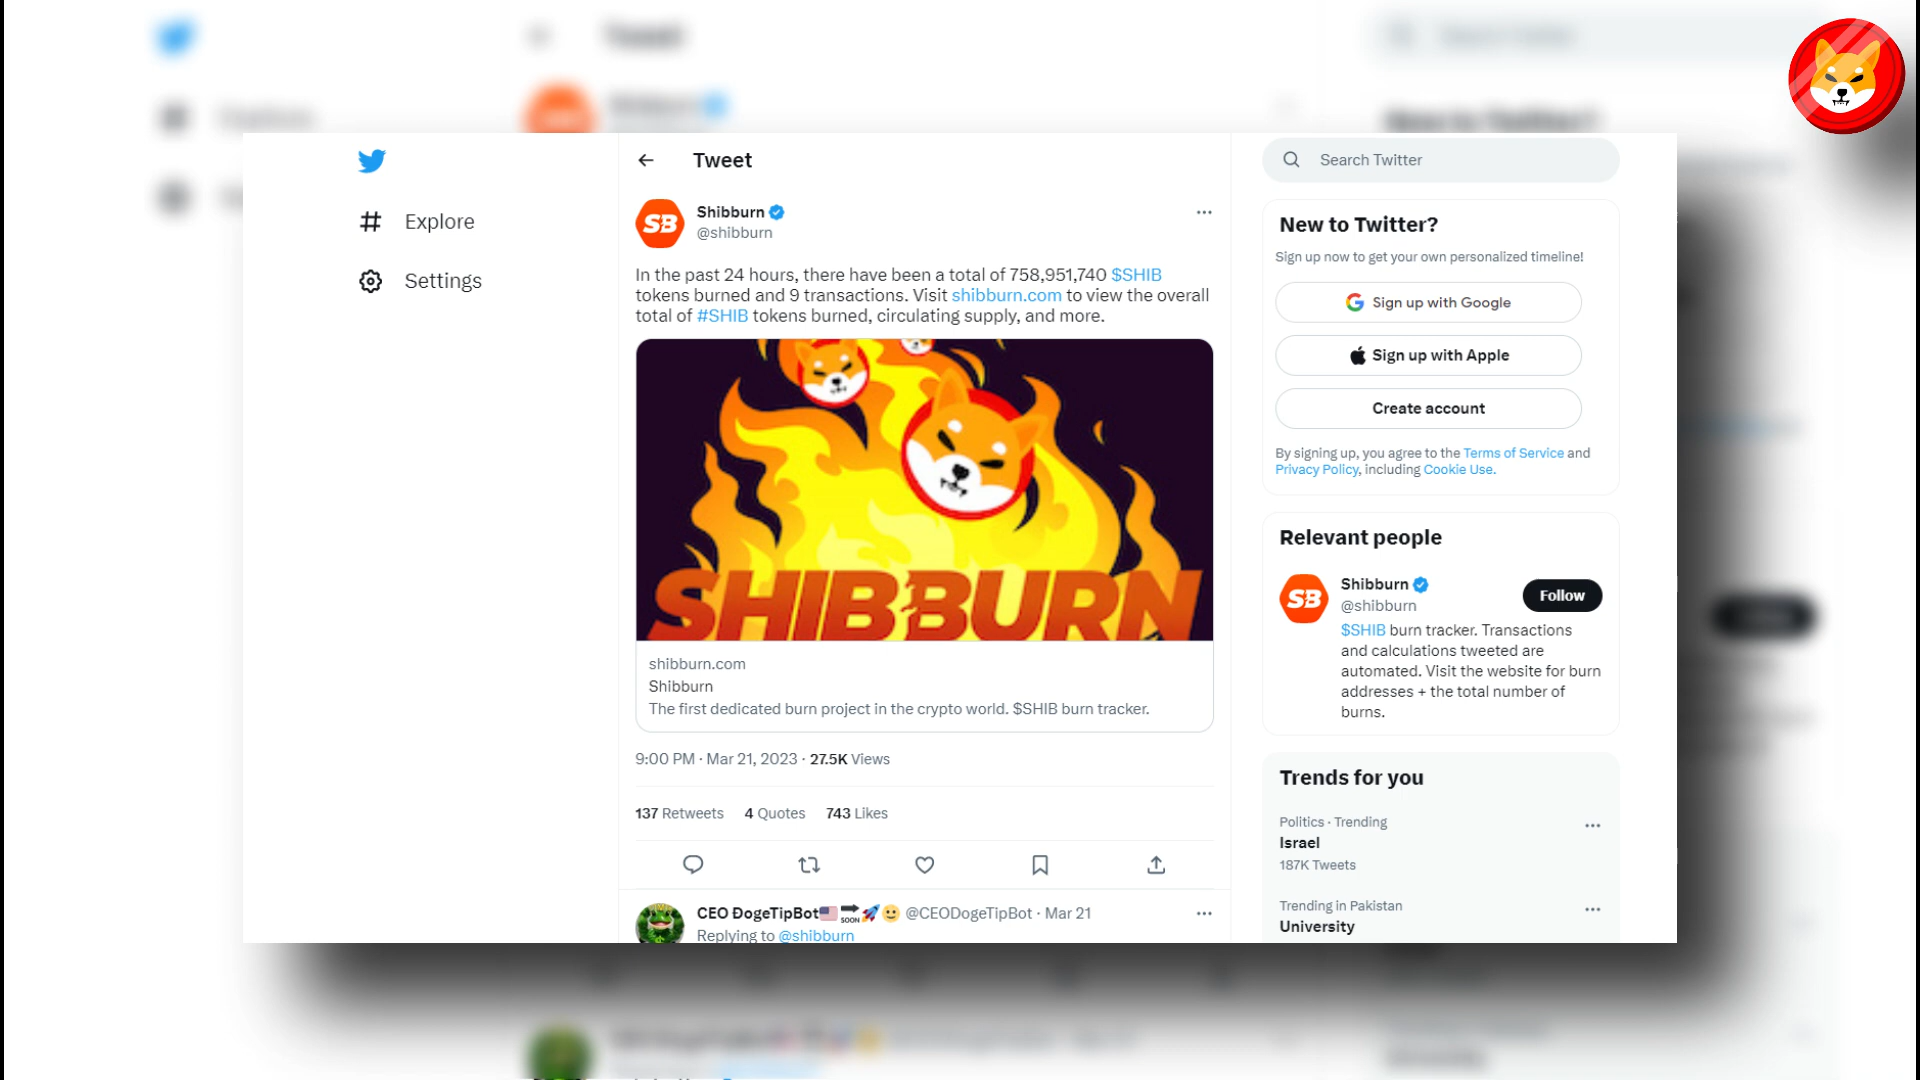 Tweet
Search Twitter
Explore
Settings
SB
Shibburn
@shibburn
In the past 24 hours, there have been a total of 758,951,740 $SHIB
tokens burned and 9 transactions. Visit shibburn.com to view the overall
total of #SHIB tokens burned, circulating supply, and more.
SHIBBURN
shibburn.com
Shibburn
The first dedicated burn project in the crypto world. $SHIB burn tracker.
9:00 PM · Mar 21, 2023 · 27.5K Views
137 Retweets 4 Quotes 743 Likes
CEO ĐogeTipBot🇺🇸🔜🚀🙂 @CEODogeTipBot · Mar 21
Replying to @shibburn
New to Twitter?
Sign up now to get your own personalized timeline!
Sign up with Google
Sign up with Apple
Create account
By signing up, you agree to the Terms of Service and
Privacy Policy, including Cookie Use.
Relevant people
SB
Shibburn
@shibburn
Follow
$SHIB burn tracker. Transactions
and calculations tweeted are
automated. Visit the website for burn
addresses + the total number of
burns.
Trends for you
Politics · Trending
Israel
187K Tweets
Trending in Pakistan
University